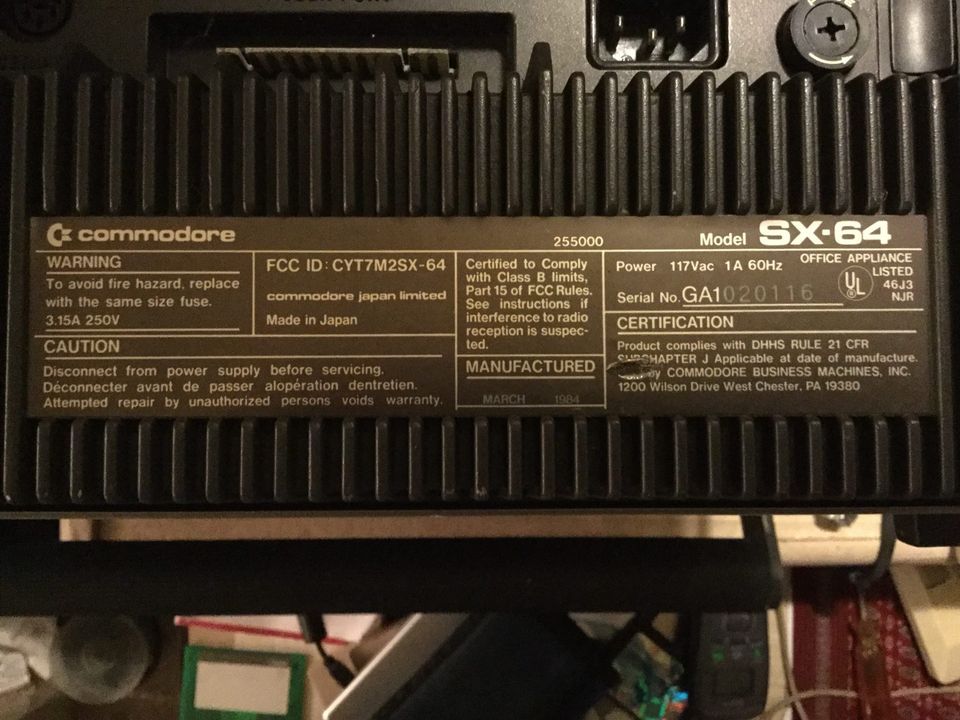 commodore
255000
Model SX-64
WARNING
To avoid fire hazard, replace
with the same size fuse.
3.15A 250V
FCC ID: CYT7M2SX-64
commodore japan limited
Made in Japan
CAUTION
Disconnect from power supply before servicing.
Déconnecter avant de passer alopération dentretien.
Attempted repair by unauthorized persons voids warranty.
Certified to Comply
with Class B limits,
Part 15 of FCC Rules.
See instructions if
interference to radio
reception is suspec-
ted.
MANUFACTURED
MARCH 1984
Power 117Vac 1A 60Hz
Serial No. GA1020116
OFFICE APPLIANCE
UL LISTED
46J3
NJR
CERTIFICATION
Product complies with DHHS RULE 21 CFR
SUBCHAPTER J Applicable at date of manufacture.
by COMMODORE BUSINESS MACHINES, INC.
1200 Wilson Drive West Chester, PA 19380